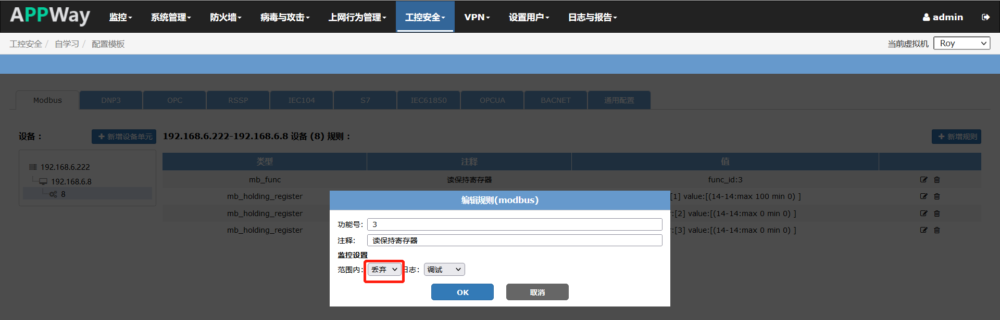 APPWay 监控 系统管理 防火墙 病毒与攻击 上网行为管理 工控安全 VPN 设置用户 日志与报告 admin
工控安全 / 自学习 / 配置模板 当前虚拟机 Roy
Modbus DNP3 OPC RSSP IEC104 S7 IEC61850 OPCUA BACNET 通用配置
设备： + 新增设备单元 192.168.6.222-192.168.6.8 设备 (8) 规则： + 新增规则
类型 注释 值
192.168.6.222
192.168.6.8
8
mb_func 读保持寄存器 func_id:3
mb_holding_register [1] value:[(14-14:max 100 min 0) ]
mb_holding_register :[2] value:[(14-14:max 0 min 0) ]
mb_holding_register :[3] value:[(14-14:max 0 min 0) ]
编辑规则(modbus)
功能号： 3
注释： 读保持寄存器
监控设置
范围内： 丢弃 日志： 调试
OK 取消